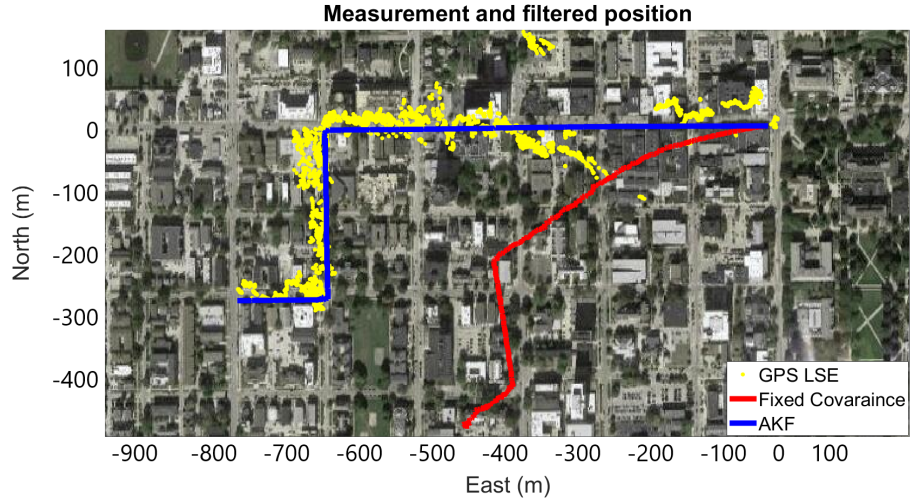 Measurement and filtered position
100
0
-100
-200
-300
-400
North (m)
GPS LSE
Fixed Covaraince
AKF
-900 -800 -700 -600 -500 -400 -300 -200 -100 0 100
East (m)